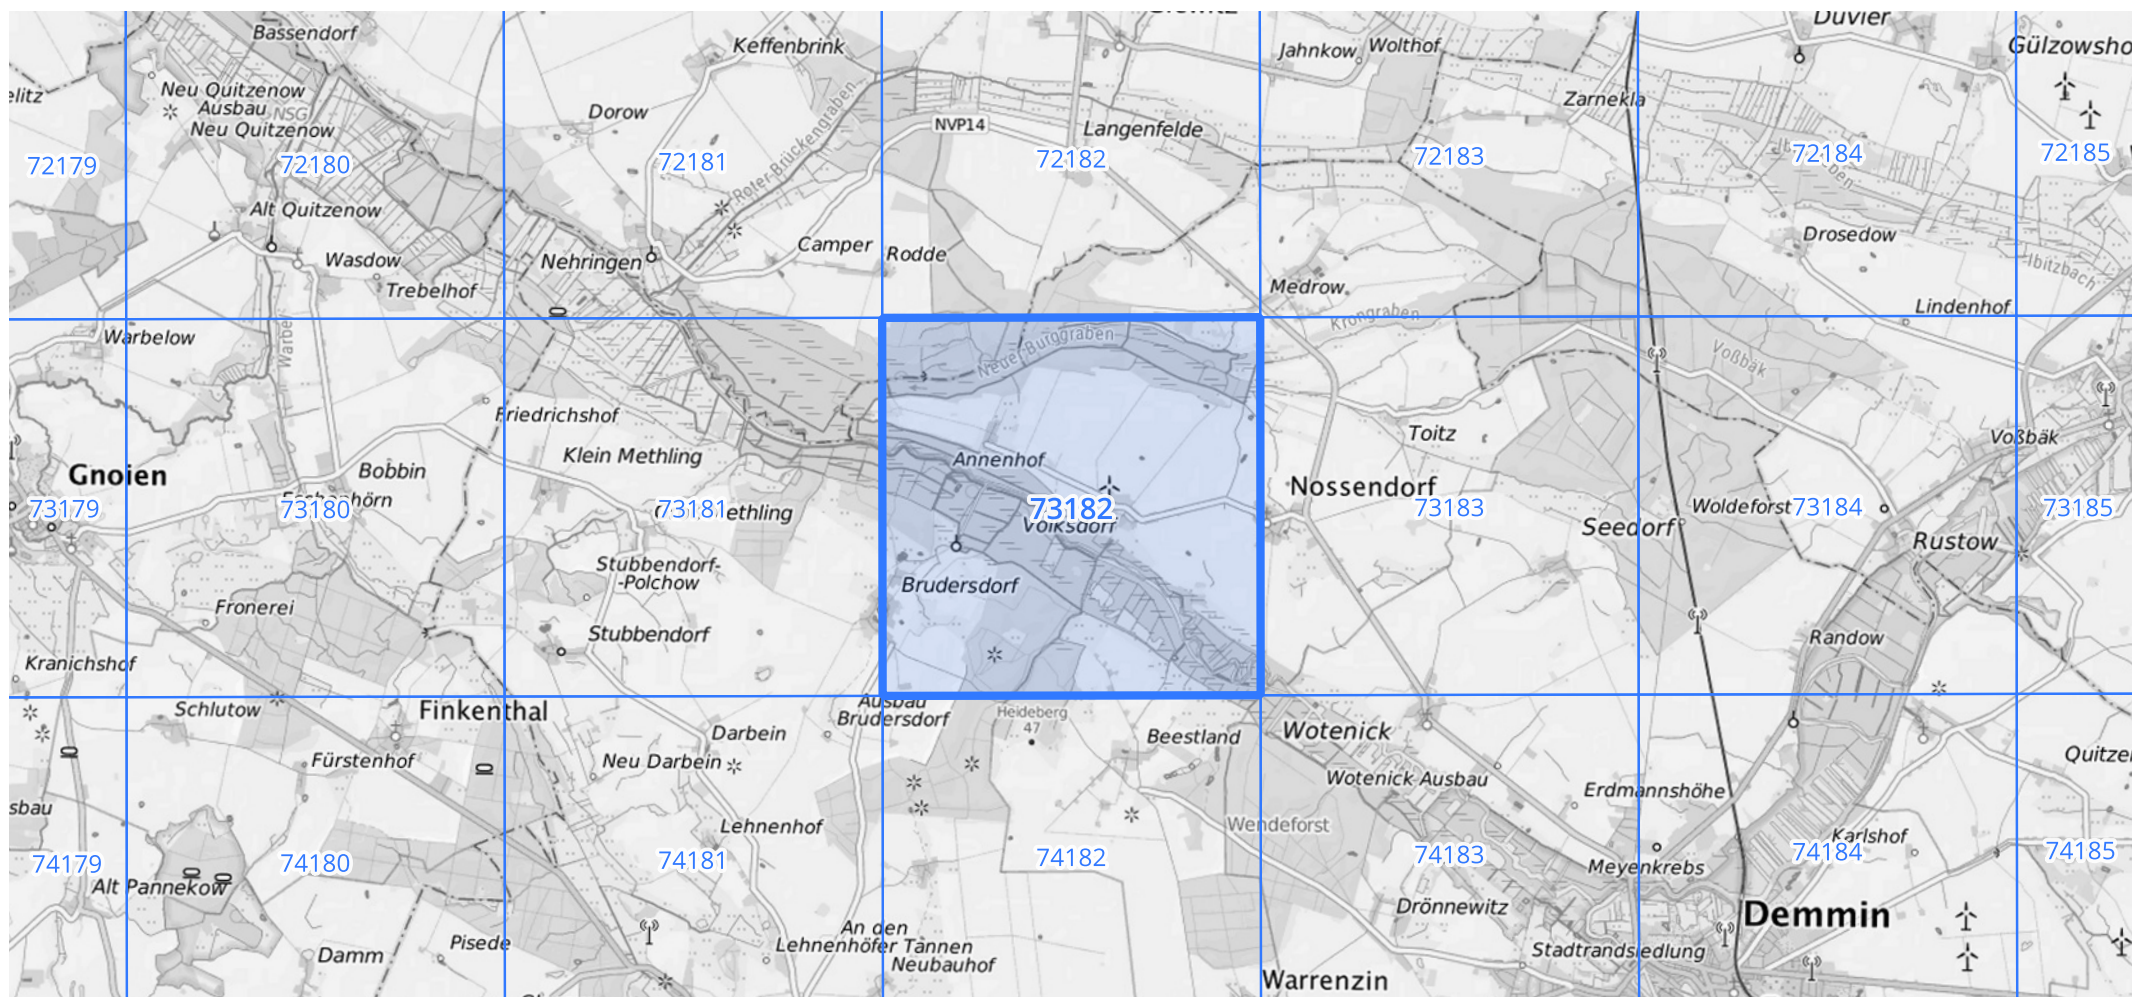 Bassendorf
Keffenbrink
Jahnkow
Wolthof
Duvier
Neu Quitzenow
Ausbau
NSG
Neu Quitzenow
Dorow
NVP14
Langenfelde
Zarnekla
72179
72180
72181
72182
72183
72184
72185
Roter Brückengraben
Alt Quitzenow
Wasdow
Trebelhof
Nehringen
Camper
Rodde
Medrow
Drosedow
Ibitzbach
Lindenhof
Krongraben
Warbelow
Neuer Burggraben
Voßbäk
Friedrichshof
Klein Methling
Annenhof
Toitz
Voßbäk
Gnoien
Bobbin
Nossendorf
73179
73180
73181
73182
73183
73184
73185
Volksdorf
Seedorf
Woldeforst
Rustow
Stubbendorf-
-Polchow
Brudersdorf
Fronerei
Stubbendorf
Randow
Kranichshof
Schlutow
Finkenthal
Ausbau
Brudersdorf
Heideberg
47
Beestland
Wotenick
Fürstenhof
Darbein
Neu Darbein
Wotenick Ausbau
Erdmannshöhe
Lehnenhof
Wendeforst
Karlshof
74179
74180
74181
74182
74183
74184
74185
Alt Pannekow
Meyenkrebs
Drönnewitz
Demmin
Damm
Pisede
An den
Lehnenhöfer Tannen
Neubauhof
Stadtrandsiedlung
Warrenzin